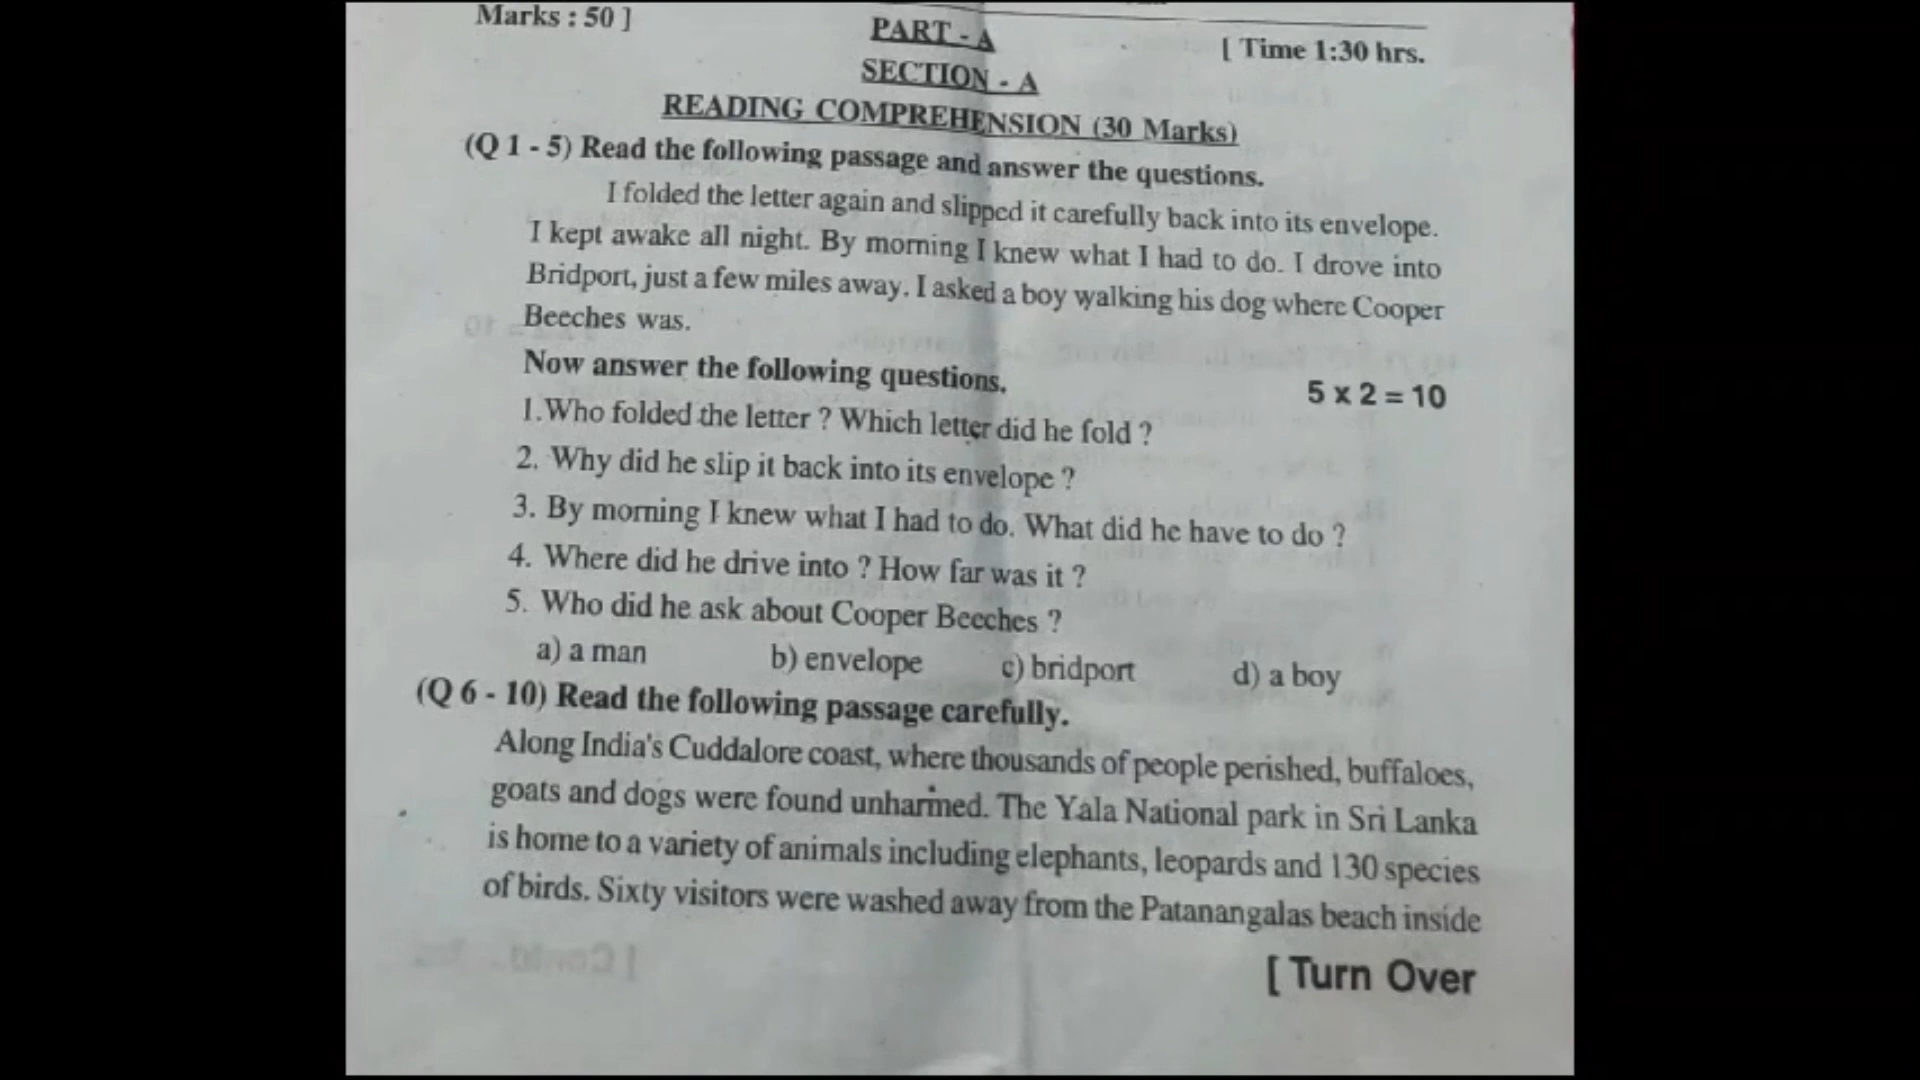 Marks : 50 ]
PART - A
[ Time 1:30 hrs.
SECTION - A
READING COMPREHENSION (30 Marks)
(Q 1 - 5) Read the following passage and answer the questions.
I folded the letter again and slipped it carefully back into its envelope.
I kept awake all night. By morning I knew what I had to do. I drove into
Bridport, just a few miles away. I asked a boy walking his dog where Cooper
Beeches was.
Now answer the following questions.
5 x 2 = 10
1. Who folded the letter ? Which letter did he fold ?
2. Why did he slip it back into its envelope ?
3. By morning I knew what I had to do. What did he have to do ?
4. Where did he drive into ? How far was it ?
5. Who did he ask about Cooper Beeches ?
a) a man b) envelope c) bridport d) a boy
(Q 6 - 10) Read the following passage carefully.
Along India's Cuddalore coast, where thousands of people perished, buffaloes,
goats and dogs were found unharmed. The Yala National park in Sri Lanka
is home to a variety of animals including elephants, leopards and 130 species
of birds. Sixty visitors were washed away from the Patanangalas beach inside
[ Turn Over